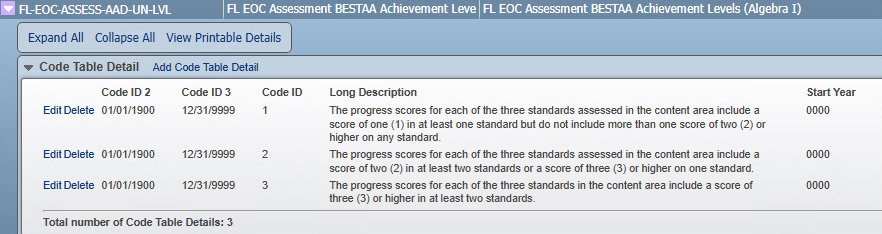 FL-EOC-ASSESS-AAD-UN-LVL FL EOC Assessment BESTAA Achievement Leve FL EOC Assessment BESTAA Achievement Levels (Algebra I)
Expand All Collapse All View Printable Details
Code Table Detail Add Code Table Detail
Code ID 2 Code ID 3 Code ID Long Description Start Year
Edit Delete 01/01/1900 12/31/9999 1 The progress scores for each of the three standards assessed in the content area include a 0000
score of one (1) in at least one standard but do not include more than one score of two (2) or
higher on any standard.
Edit Delete 01/01/1900 12/31/9999 2 The progress scores for each of the three standards assessed in the content area include a 0000
score of two (2) in at least two standards or a score of three (3) or higher on one standard.
Edit Delete 01/01/1900 12/31/9999 3 The progress scores for each of the three standards in the content area include a score of 0000
three (3) or higher in at least two standards.
Total number of Code Table Details: 3